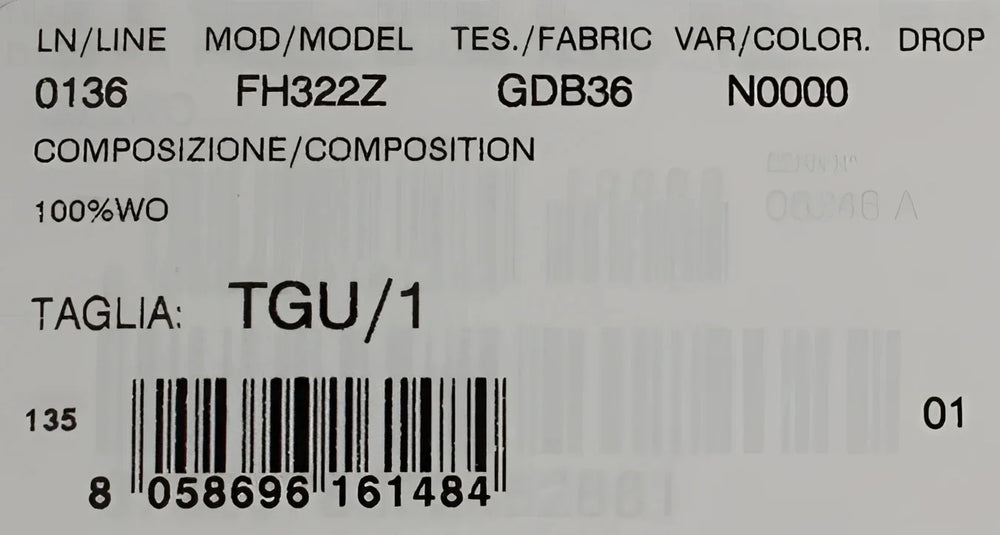 LN/LINE MOD/MODEL TES./FABRIC VAR/COLOR. DROP
0136 FH322Z GDB36 N0000
COMPOSIZIONE/COMPOSITION
100%WO
TAGLIA: TGU/1
135
01
8 058696 161484